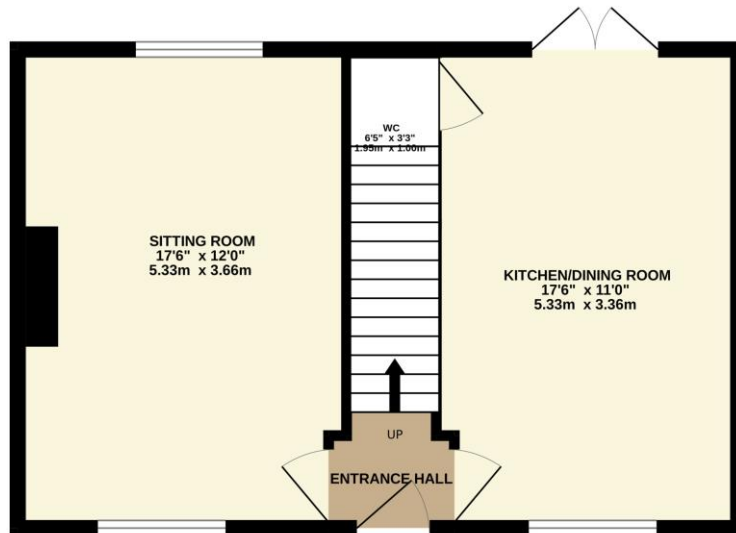 WC
6'5" x 3'3"
1.95m x 1.00m
SITTING ROOM
17'6" x 12'0"
5.33m x 3.66m
KITCHEN/DINING ROOM
17'6" x 11'0"
5.33m x 3.36m
UP
ENTRANCE HALL